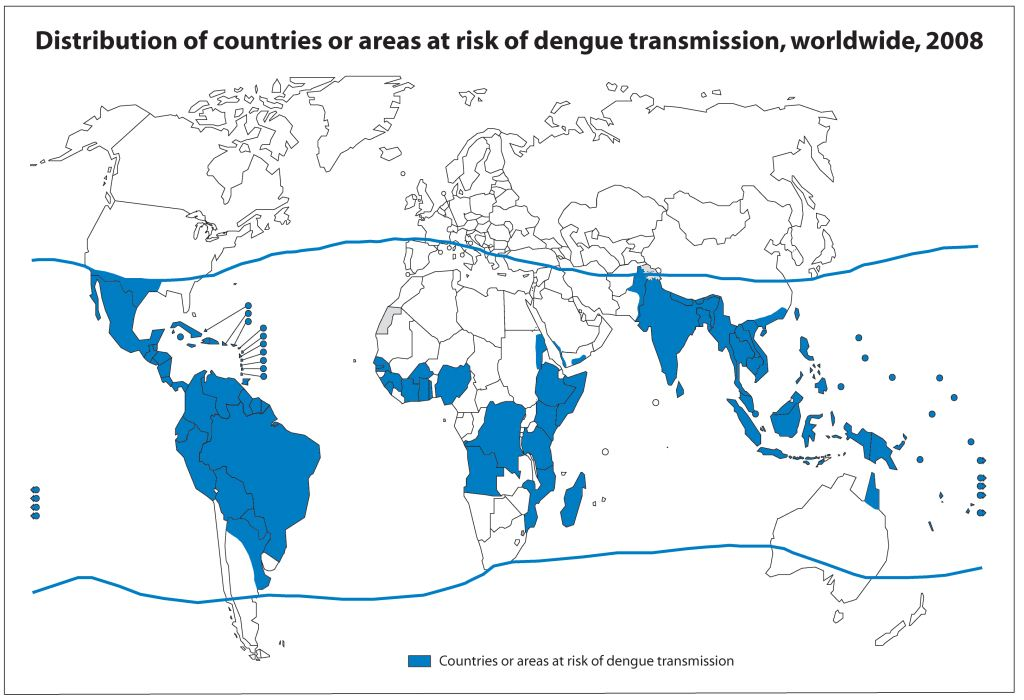 Distribution of countries or areas at risk of dengue transmission, worldwide, 2008
Countries or areas at risk of dengue transmission